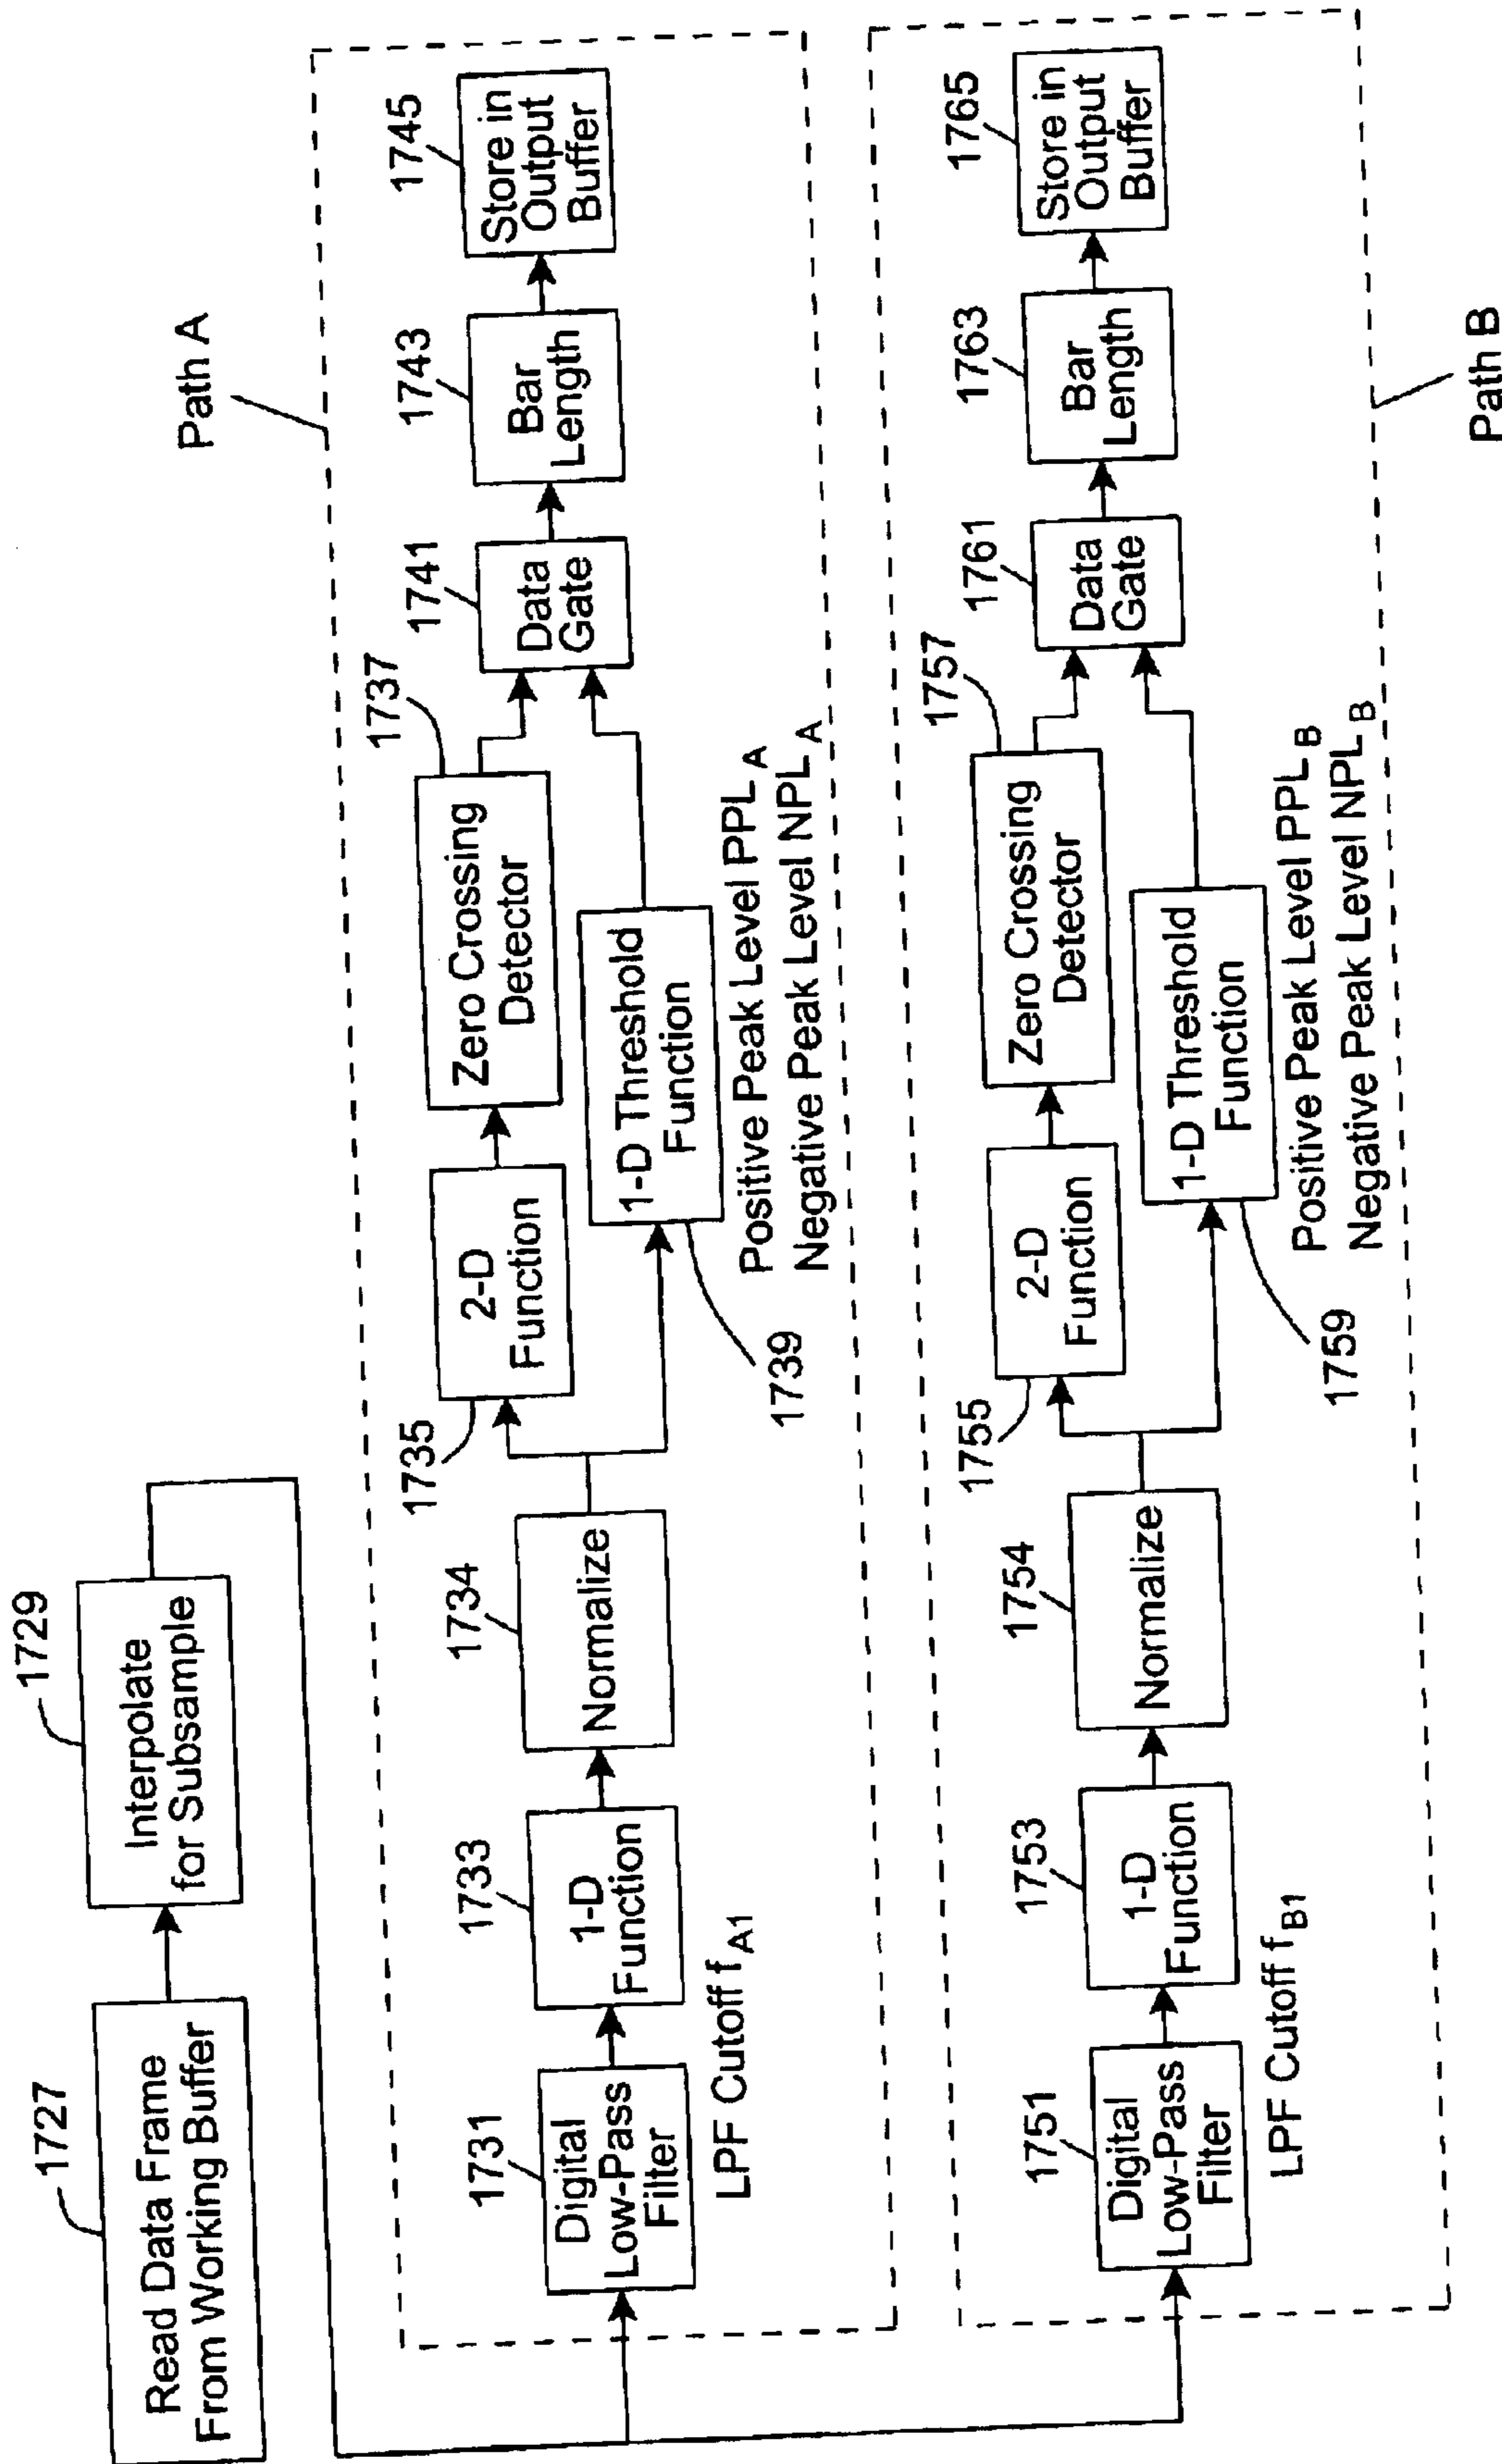 1727
Read Data Frame
From Working Buffer
1729
Interpolate
for Subsample
Path A
1731
Digital
Low-Pass
Filter
LPF Cutoff f A1
1733
1-D
Function
1734
Normalize
1735
2-D
Function
1737
Zero Crossing
Detector
1739
1-D Threshold
Function
Positive Peak Level PPL A
Negative Peak Level NPL A
1741
Data
Gate
1743
Bar
Length
1745
Store in
Output
Buffer
1751
Digital
Low-Pass
Filter
LPF Cutoff f B1
1753
1-D
Function
1754
Normalize
1755
2-D
Function
1757
Zero Crossing
Detector
1759
1-D Threshold
Function
Positive Peak Level PPL B
Negative Peak Level NPL B
1761
Data
Gate
1763
Bar
Length
1765
Store in
Output
Buffer
Path B